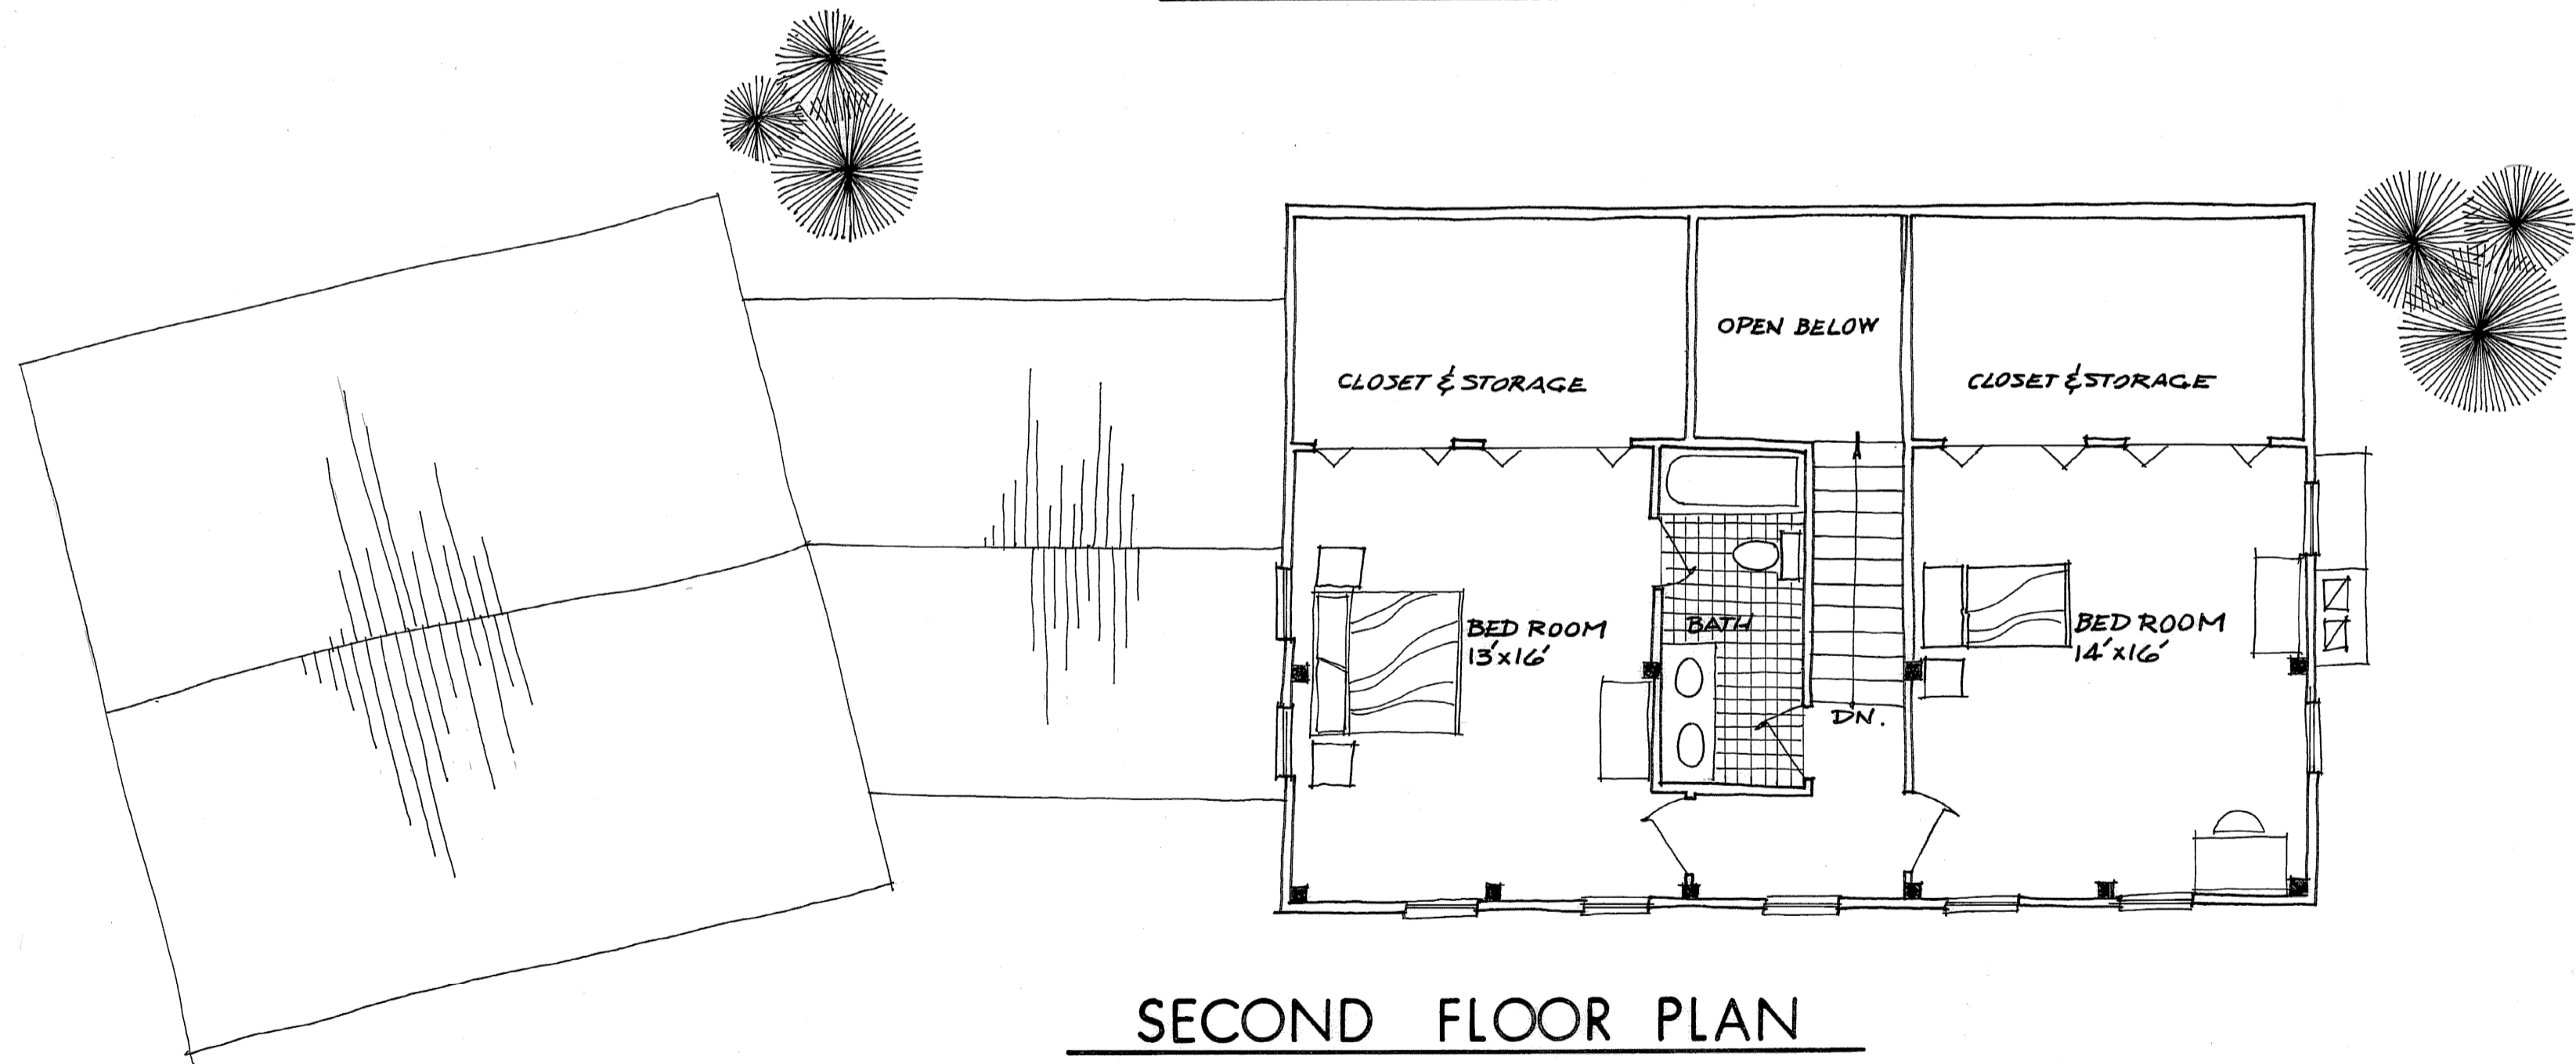 OPEN BELOW
CLOSET & STORAGE
CLOSET & STORAGE
BED ROOM
13'x16'
BATH
BED ROOM
14'x16'
DN.
SECOND FLOOR PLAN